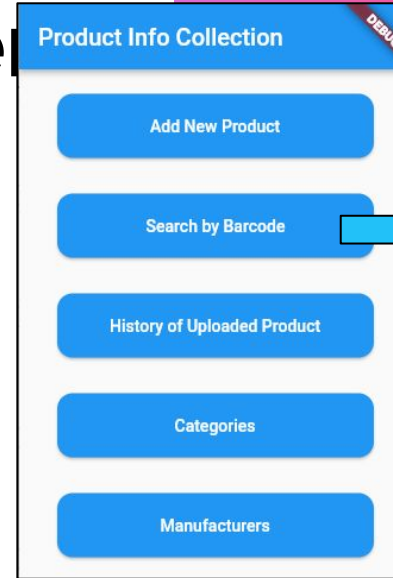 Product Info Collection
Add New Product
Search by Barcode
History of Uploaded Product
Categories
Manufacturers